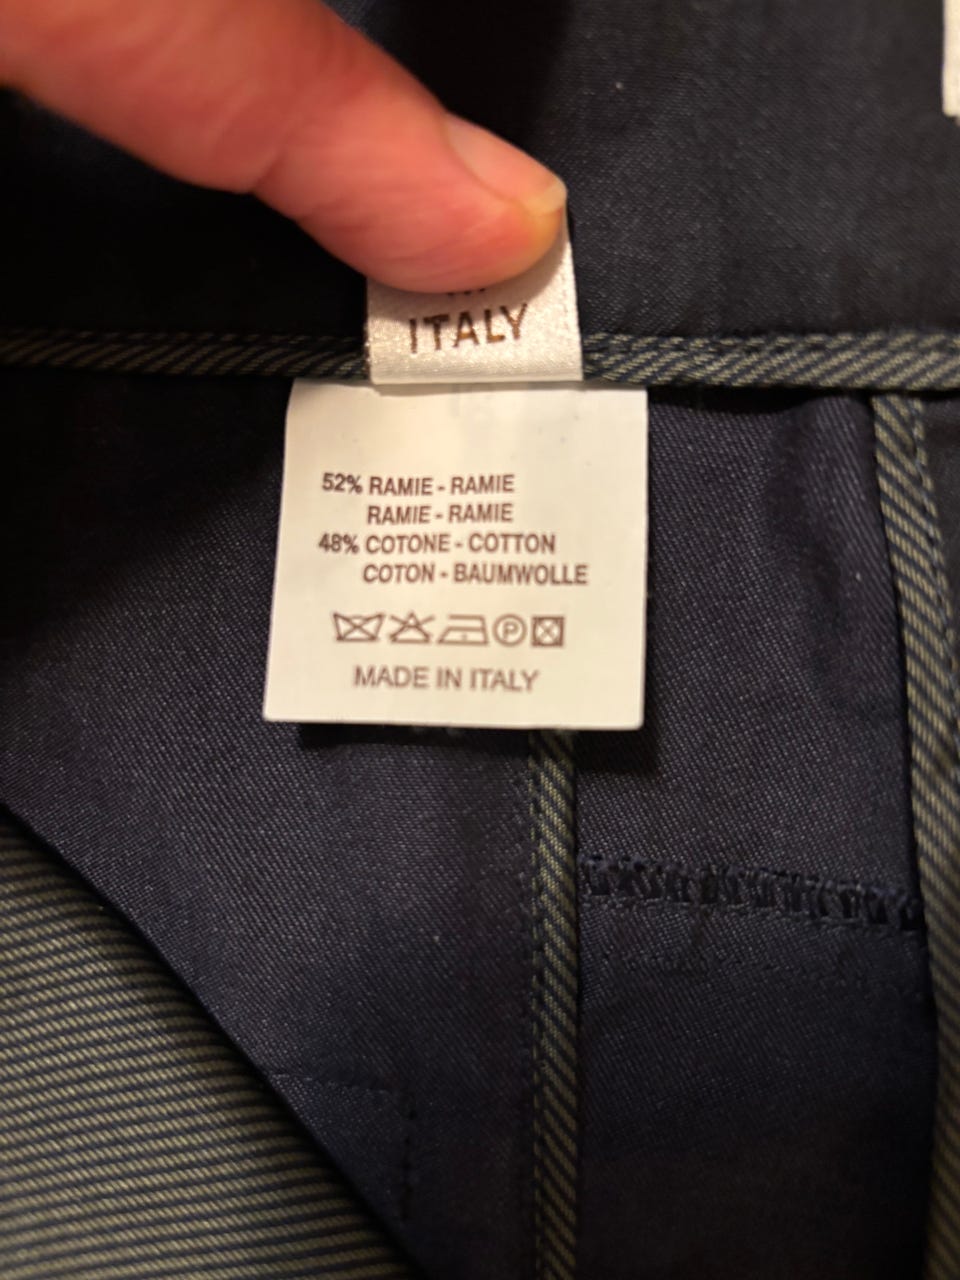 ITALY
52% RAMIE - RAMIE
RAMIE - RAMIE
48% COTONE - COTTON
COTON - BAUMWOLLE
P
MADE IN ITALY